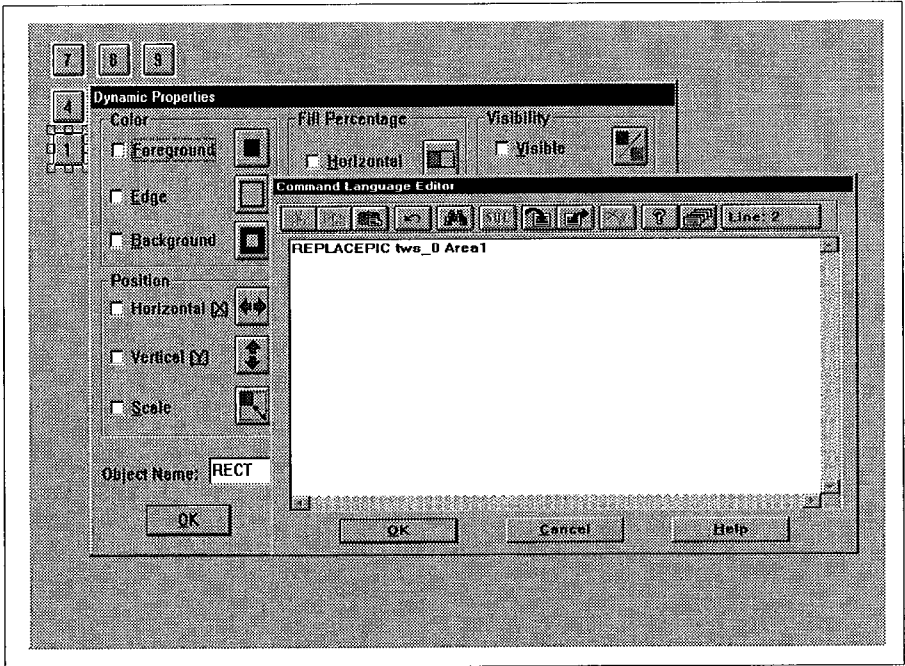 7 8 9
4
1
Dynamic Properties
Color
Foreground
Edge
Background
Position
Horizontal (X)
Vertical (Y)
Scale
Object Name: RECT
OK
Fill Percentage
Horizontal
Visibility
Visible
Command Language Editor
Line: 2
REPLACEPIC tws_0 Area1
OK Cancel Help